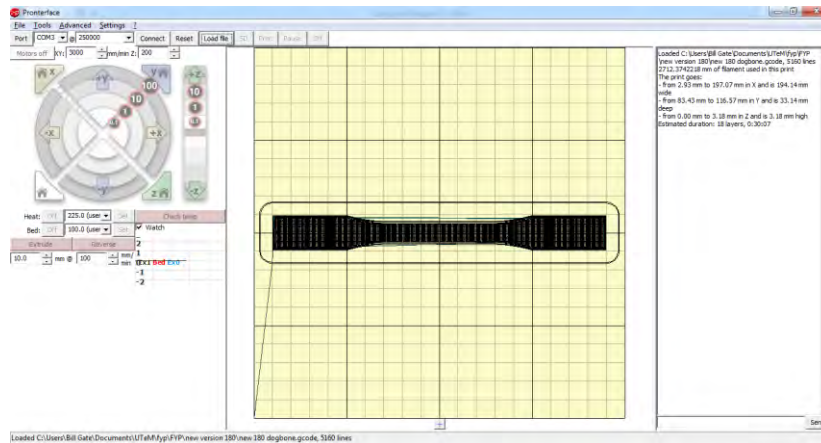 Pronterface
File Tools Advanced Settings ?
Port COM3 @ 250000 Connect Reset Load file SD Print Pause Off
Motors off XY: 3000 mm/min Z: 200
X Y +Y +Z
100
10 10
1 1
0.1 0.1
-X +X
-Y Z -Z
Heat: Off 225.0 (user Set Check temp
Bed: Off 100.0 (user Set Watch
Extrude Reverse
10.0 mm @ 100 mm/
min
2
1
Bed Ex0
-1
-2
Loaded C:\Users\Bill Gate\Documents\UTeM\fyp\FYP
\new version 180\new 180 dogbone.gcode, 5160 lines
2712.3742218 mm of filament used in this print
The print goes:
- from 2.93 mm to 197.07 mm in X and is 194.14 mm
wide
- from 83.43 mm to 116.57 mm in Y and is 33.14 mm
deep
- from 0.00 mm to 3.18 mm in Z and is 3.18 mm high
Estimated duration: 18 layers, 0:30:07
Sen
Loaded C:\Users\Bill Gate\Documents\UTeM\fyp\FYP\new version 180\new 180 dogbone.gcode, 5160 lines